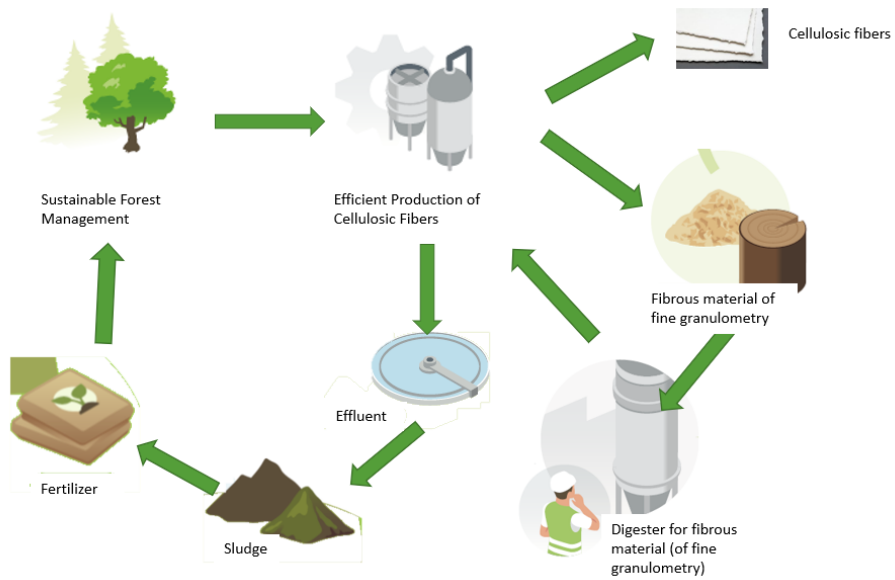 Cellulosic fibers
Sustainable Forest
Management
Efficient Production of
Cellulosic Fibers
Fibrous material of
fine granulometry
Effluent
Fertilizer
Sludge
Digester for fibrous
material (of fine
granulometry)